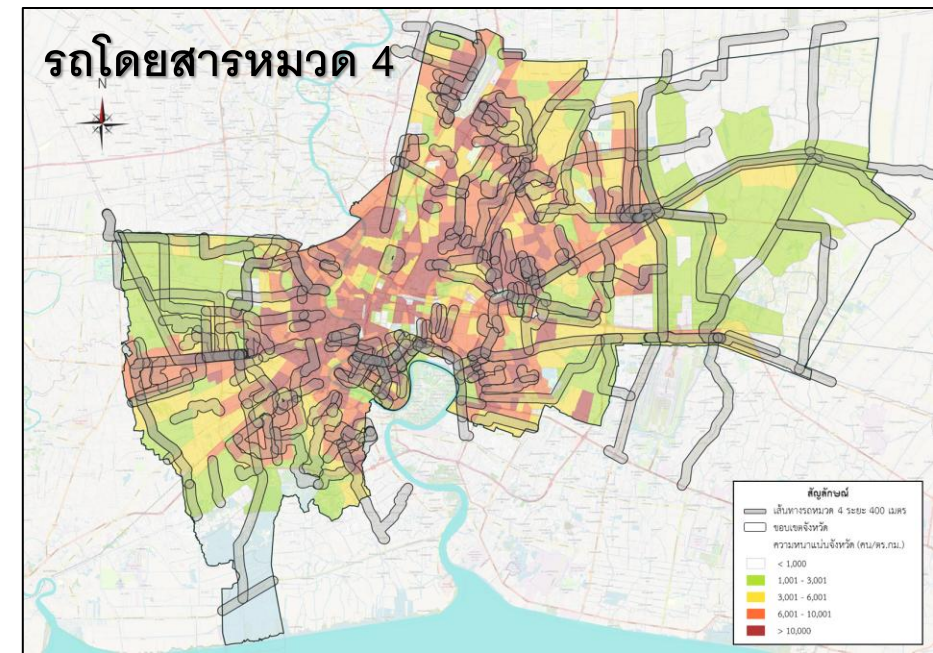 รถโดยสารหมวด 4
N
สัญลักษณ์
เส้นทางรถหมวด 4 ระยะ 400 เมตร
ขอบเขตจังหวัด
ความหนาแน่นจังหวัด (คน/ตร.กม.)
< 1,000
1,001 - 3,001
3,001 - 6,001
6,001 - 10,001
> 10,000